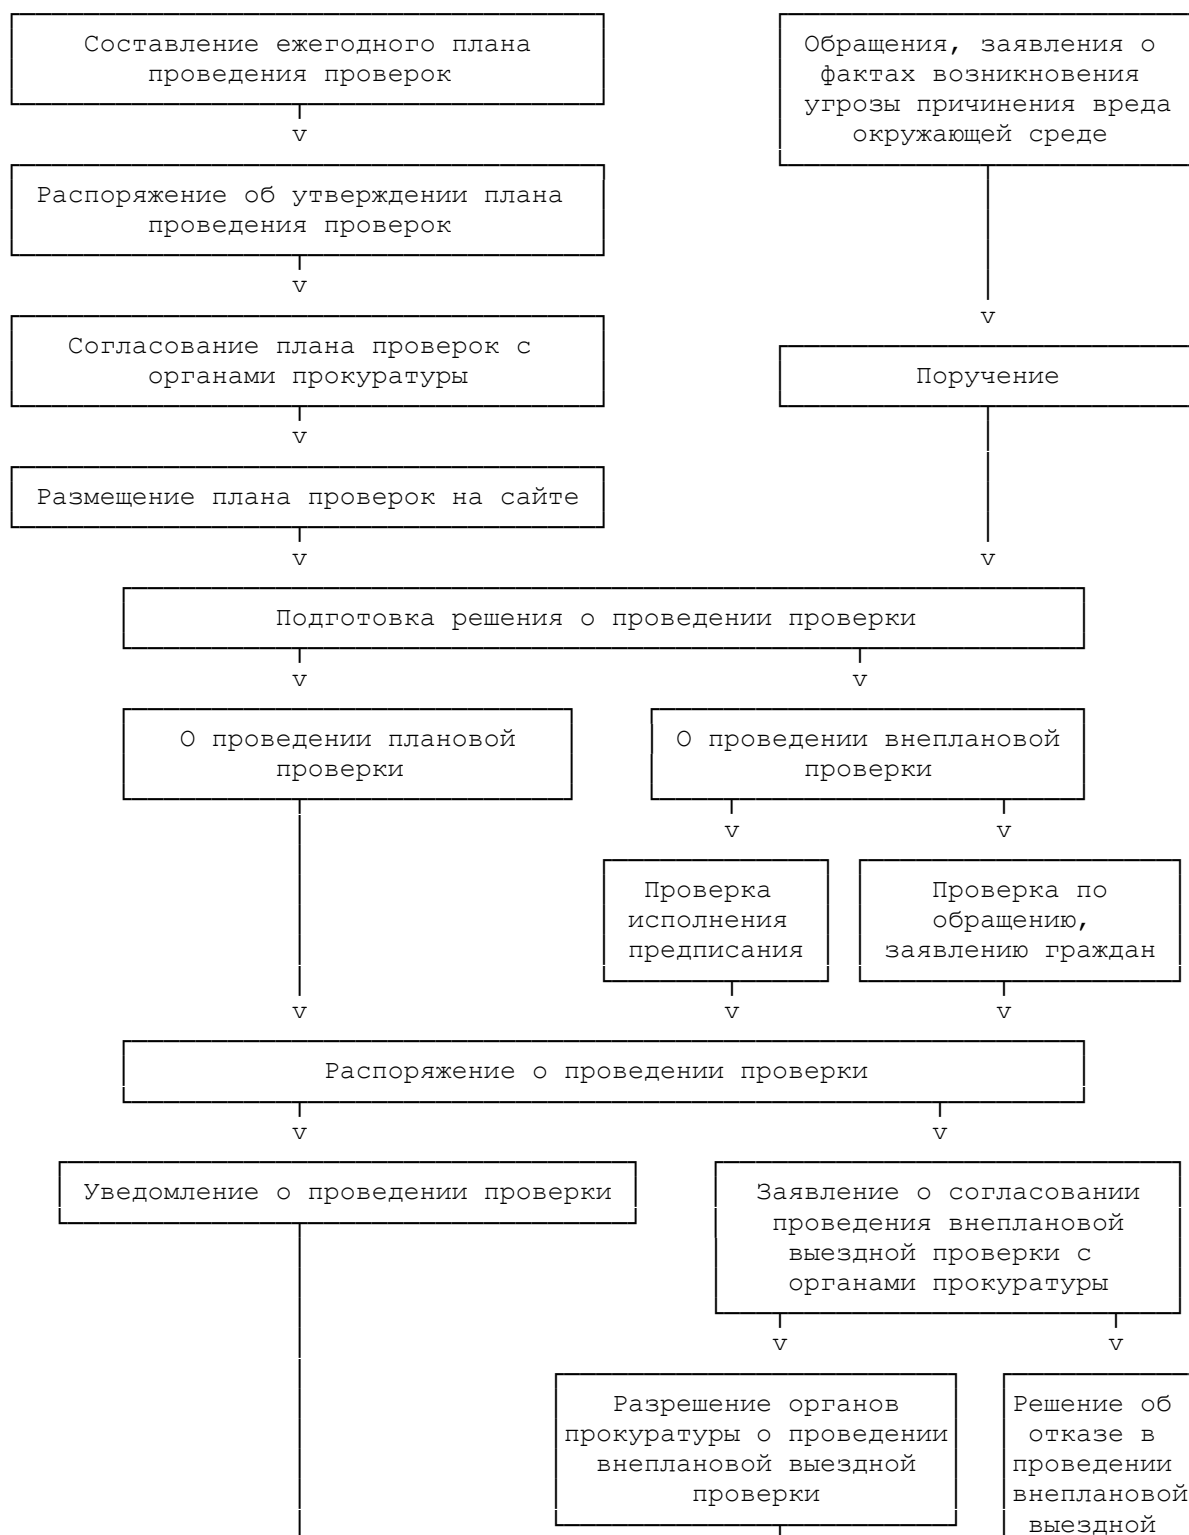 Составление ежегодного плана
проведения проверок
Обращения, заявления о
фактах возникновения
угрозы причинения вреда
окружающей среде
v
Распоряжение об утверждении плана
проведения проверок
v
v
Согласование плана проверок с
органами прокуратуры
Поручение
v
Размещение плана проверок на сайте
v
v
Подготовка решения о проведении проверки
v
v
О проведении плановой
проверки
О проведении внеплановой
проверки
v
v
Проверка
исполнения
предписания
Проверка по
обращению,
заявлению граждан
v
v
v
Распоряжение о проведении проверки
v
v
Уведомление о проведении проверки
Заявление о согласовании
проведения внеплановой
выездной проверки с
органами прокуратуры
v
v
Разрешение органов
прокуратуры о проведении
внеплановой выездной
проверки
Решение об
отказе в
проведении
внеплановой
выездной